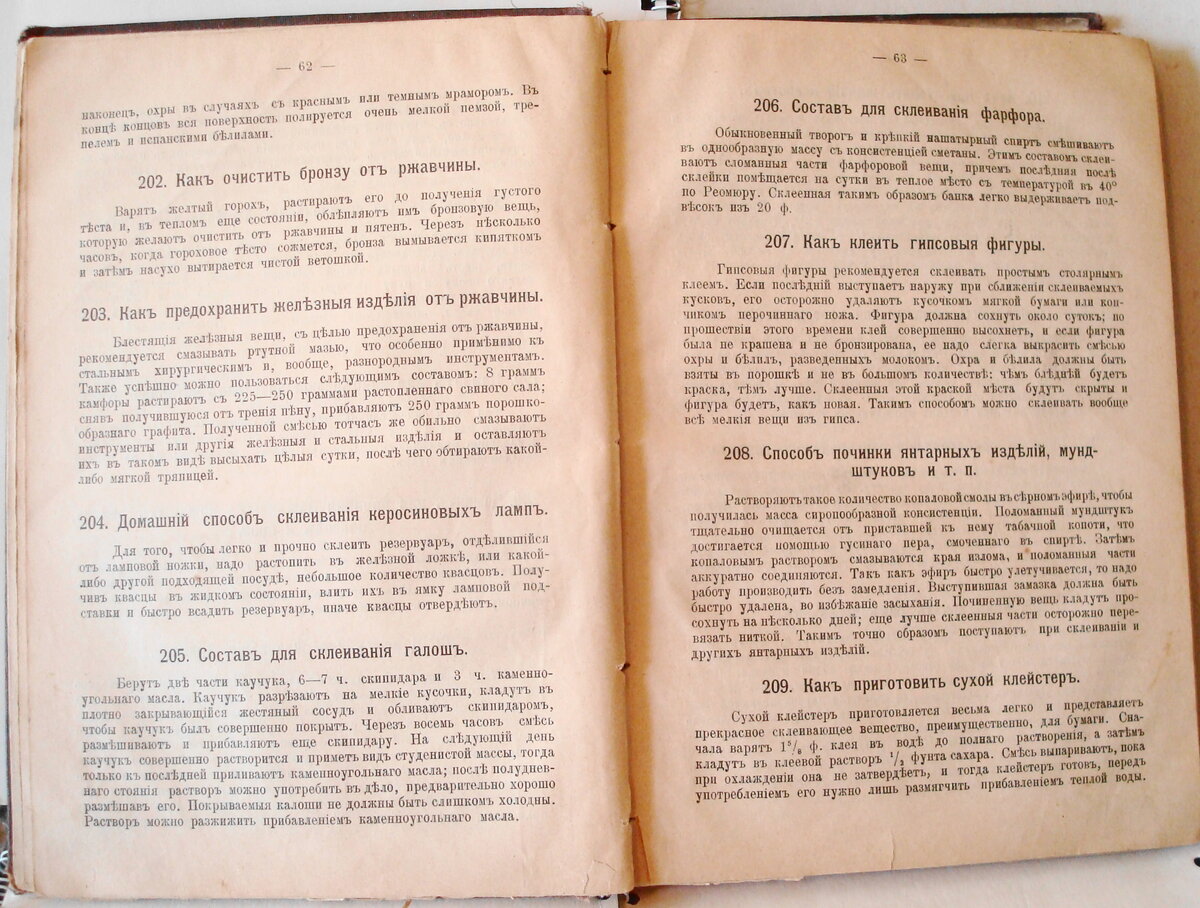 — 62 —
наконецъ, охры въ случаяхъ съ краснымъ или темнымъ мраморомъ. Въ
концѣ концовъ вся поверхность полируется очень мелкой пемзой, тре-
пелемъ и испанскими бѣлилами.
202. Какъ очистить бронзу отъ ржавчины.
Варятъ желтый горохъ, растираютъ его до полученія густого
тѣста и, въ тепломъ еще состояніи, облѣпляютъ имъ бронзовую вещь,
которую желаютъ очистить отъ ржавчины и пятенъ. Черезъ нѣсколько
часовъ, когда гороховое тѣсто сожмется, бронза вымывается кипяткомъ
и затѣмъ насухо вытирается чистой ветошкой.
203. Какъ предохранить желѣзныя издѣлія отъ ржавчины.
Блестящія желѣзныя вещи, съ цѣлью предохраненія отъ ржавчины,
рекомендуется смазывать ртутной мазью, что особенно примѣнимо къ
стальнымъ хирургическимъ и, вообще, разнороднымъ инструментамъ.
Также успѣшно можно пользоваться слѣдующимъ составомъ: 8 граммъ
камфоры растираютъ съ 225—250 граммами растопленнаго свиного сала;
снявъ получившуюся отъ тренія пѣну, прибавляютъ 250 граммъ порошко-
образнаго графита. Полученной смѣсью тотчасъ же обильно смазываютъ
инструменты или другія желѣзныя и стальныя издѣлія и оставляютъ
ихъ въ такомъ видѣ высыхать цѣлыя сутки, послѣ чего обтираютъ какой-
либо мягкой тряпицей.
204. Домашній способъ склеиванія керосиновыхъ лампъ.
Для того, чтобы легко и прочно склеить резервуаръ, отдѣлившійся
отъ ламповой ножки, надо растопить въ желѣзной ложкѣ, или какой-
либо другой подходящей посудѣ, небольшое количество квасцовъ. Полу-
чивъ квасцы въ жидкомъ состояніи, влить ихъ въ ямку ламповой под-
ставки и быстро всадить резервуаръ, иначе квасцы отвердѣютъ.
205. Составъ для склеиванія галошъ.
Берутъ двѣ части каучука, 6—7 ч. скипидара и 3 ч. каменно-
угольнаго масла. Каучукъ разрѣзаютъ на мелкіе кусочки, кладутъ въ
плотно закрывающійся жестяный сосудъ и обливаютъ скипидаромъ,
чтобы каучукъ былъ совершенно покрытъ. Черезъ восемь часовъ смѣсь
размѣшиваютъ и прибавляютъ еще скипидару. На слѣдующій день
каучукъ совершенно растворится и приметъ видъ студенистой массы, тогда
только къ послѣдней приливаютъ каменноугольнаго масла; послѣ полуднев-
наго стоянія растворъ можно употребить въ дѣло, предварительно хорошо
размѣшавъ его. Покрываемыя калоши не должны быть слишкомъ холодны.
Растворъ можно разжижить прибавленіемъ каменноугольнаго масла.
— 63 —
206. Составъ для склеиванія фарфора.
Обыкновенный творогъ и крѣпкій нашатырный спиртъ смѣшиваютъ
въ однообразную массу съ консистенціей сметаны. Этимъ составомъ склеи-
ваютъ сломанныя части фарфоровой вещи, причемъ послѣдняя послѣ
склейки помѣщается на сутки въ теплое мѣсто съ температурой въ 40°
по Реомюру. Склеенная такимъ образомъ банка легко выдерживаетъ под-
вѣсокъ изъ 20 ф.
207. Какъ клеить гипсовыя фигуры.
Гипсовыя фигуры рекомендуется склеивать простымъ столярнымъ
клеемъ. Если послѣдній выступаетъ наружу при сближеніи склеиваемыхъ
кусковъ, его осторожно удаляютъ кусочкомъ мягкой бумаги или кон-
чикомъ перочиннаго ножа. Фигура должна сохнуть около сутокъ; по
прошествіи этого времени клей совершенно высохнетъ, и если фигура
была не крашена и не бронзирована, ее надо слегка выкрасить смѣсью
охры и бѣлилъ, разведенныхъ молокомъ. Охра и бѣлила должны быть
взяты въ порошкѣ и не въ большомъ количествѣ: чѣмъ блѣднѣй будетъ
краска, тѣмъ лучше. Склеенныя этой краской мѣста будутъ скрыты и
фигура будетъ, какъ новая. Такимъ способомъ можно склеивать вообще
всѣ мелкія вещи изъ гипса.
208. Способъ починки янтарныхъ издѣлій, мунд-
штуковъ и т. п.
Растворяютъ такое количество копаловой смолы въ сѣрномъ эфирѣ, чтобы
получилась масса сиропообразной консистенціи. Поломанный мундштукъ
тщательно очищается отъ приставшей къ нему табачной копоти, что
достигается помощью гусинаго пера, смоченнаго въ спиртѣ. Затѣмъ
копаловымъ растворомъ смазываются края излома, и поломанныя части
аккуратно соединяются. Такъ какъ эфиръ быстро улетучивается, то надо
работу производить безъ замедленія. Выступившая замазка должна быть
быстро удалена, во избѣжаніе засыханія. Починенную вещь кладутъ про-
сохнуть на нѣсколько дней; еще лучше склеенныя части осторожно пере-
вязать ниткой. Такимъ точно образомъ поступаютъ при склеиваніи и
другихъ янтарныхъ издѣлій.
209. Какъ приготовить сухой клейстеръ.
Сухой клейстеръ приготовляется весьма легко и представляетъ
прекрасное склеивающее вещество, преимущественно, для бумаги. Сна-
чала варятъ 1⁵/₈ ф. клея въ водѣ до полнаго растворенія, а затѣмъ
кладутъ въ клеевой растворъ ¹/₂ фунта сахара. Смѣсь выпариваютъ, пока
при охлажденіи она не затвердѣетъ, и тогда клейстеръ готовъ, передъ
употребленіемъ его нужно лишь размягчить прибавленіемъ теплой воды.